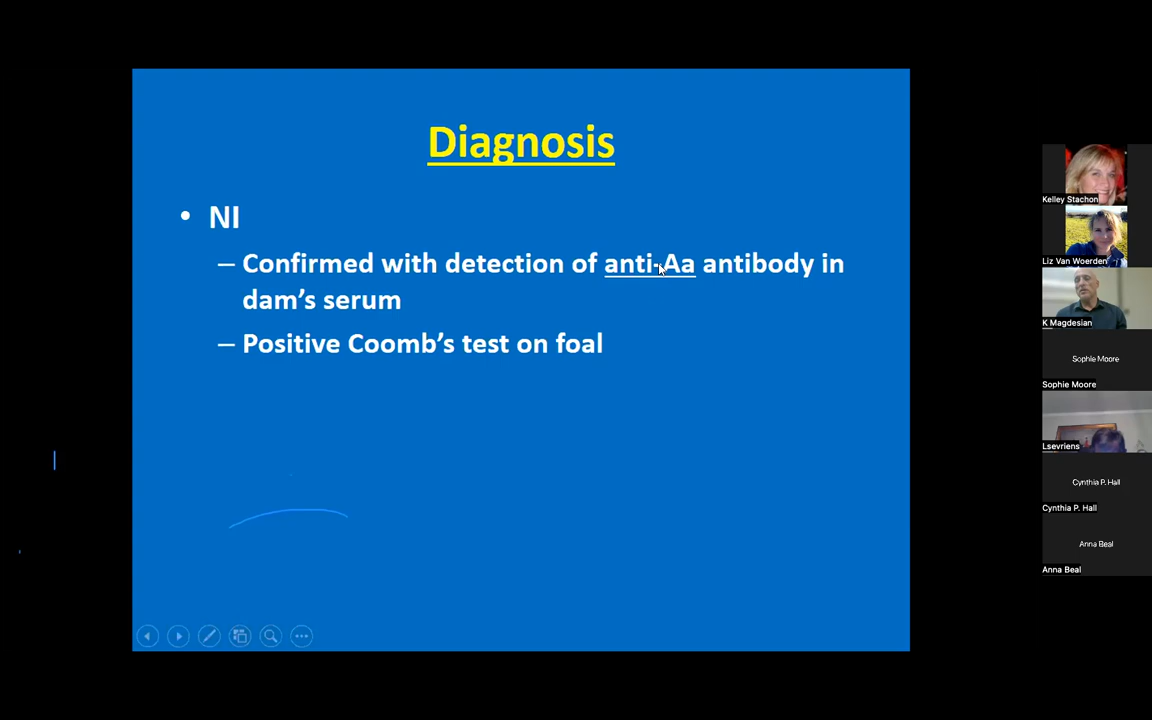 Diagnosis
• NI
– Confirmed with detection of anti-Aa antibody in
dam's serum
– Positive Coomb's test on foal
Kelley Stachon
Liz Van Woerden
K Magdesian
Sophie Moore
Sophie Moore
Lsevriens
Cynthia P. Hall
Cynthia P. Hall
Anna Beal
Anna Beal